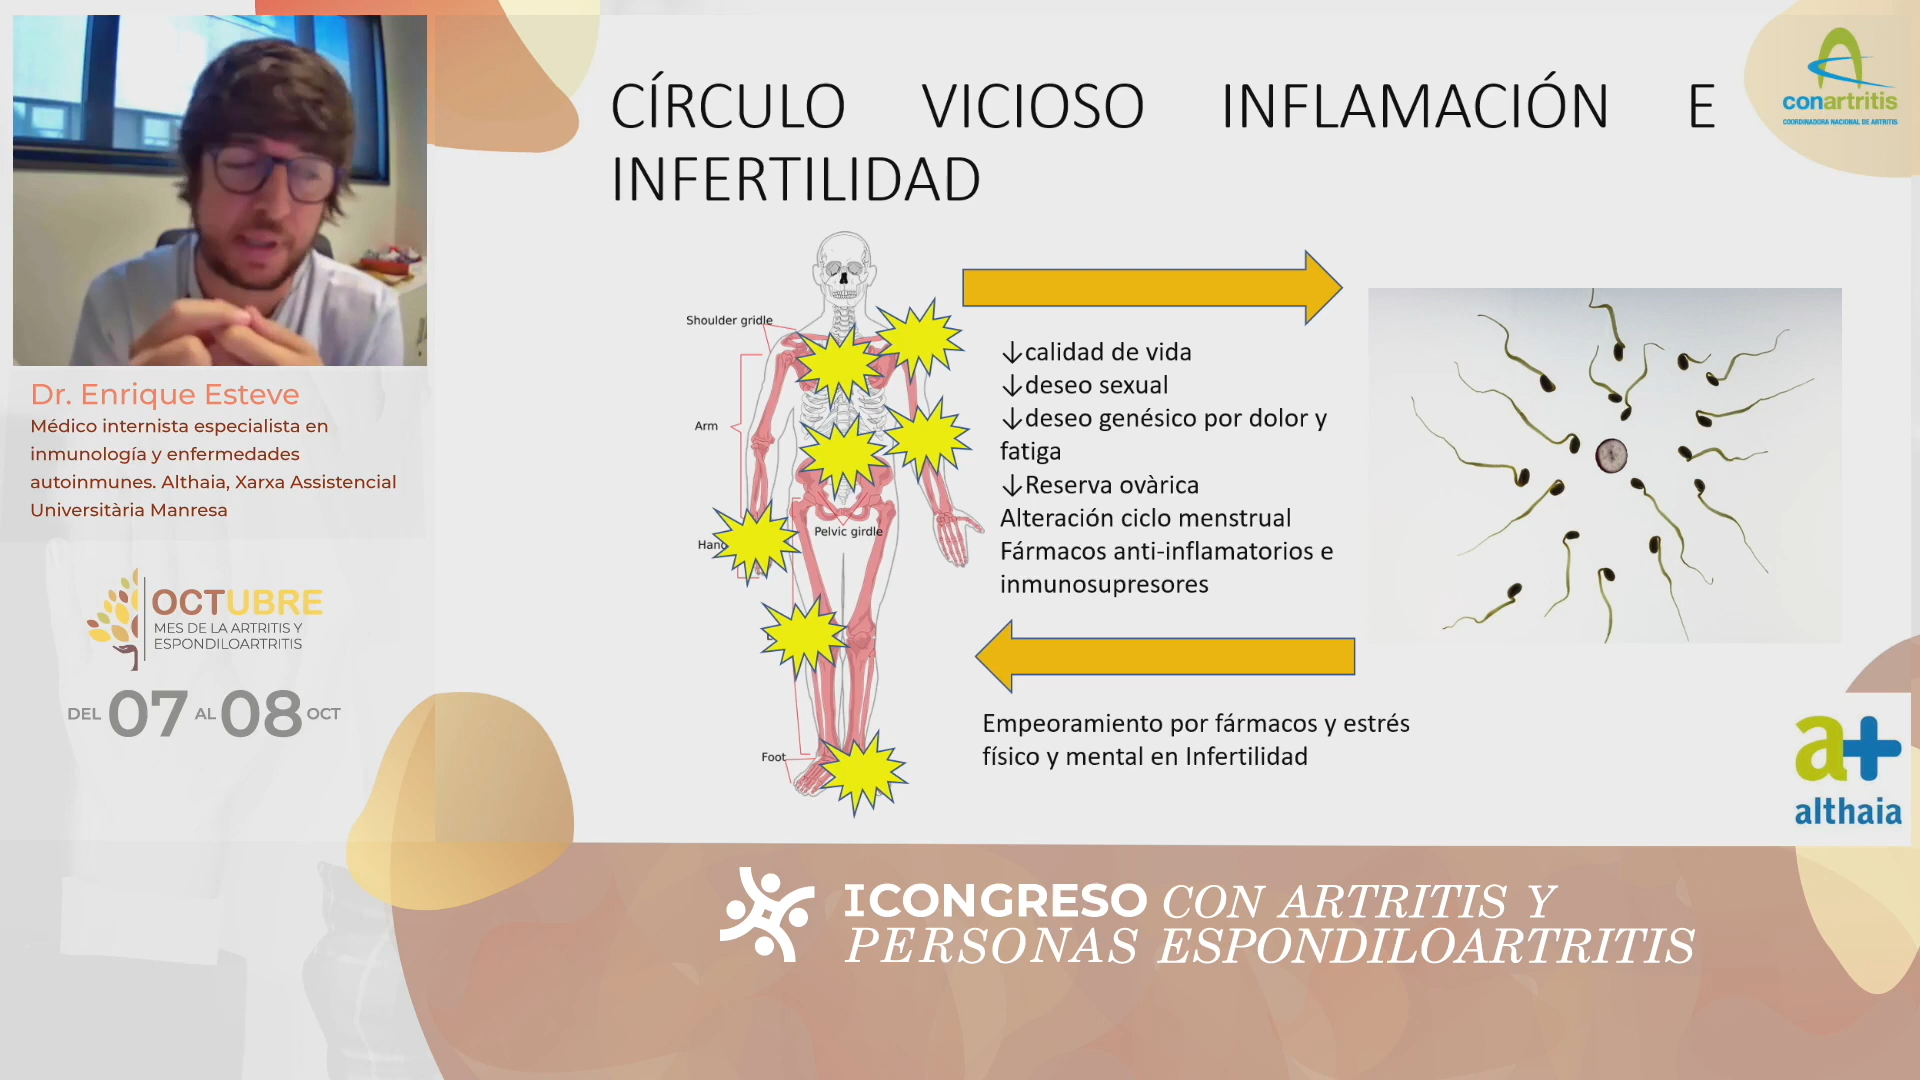 CÍRCULO VICIOSO INFLAMACIÓN E
INFERTILIDAD
conartritis
COORDINADORA NACIONAL DE ARTRITIS
Dr. Enrique Esteve
Médico internista especialista en
inmunología y enfermedades
autoinmunes. Althaia, Xarxa Assistencial
Universitària Manresa
OCTUBRE
MES DE LA ARTRITIS Y
ESPONDILOARTRITIS
DEL 07 AL 08 OCT
Shoulder gridle
Arm
Pelvic girdle
Foot
↓calidad de vida
↓deseo sexual
↓deseo genésico por dolor y
fatiga
↓Reserva ovàrica
Alteración ciclo menstrual
Fármacos anti-inflamatorios e
inmunosupresores
Empeoramiento por fármacos y estrés
físico y mental en Infertilidad
a+
althaia
I CONGRESO CON ARTRITIS Y
PERSONAS ESPONDILOARTRITIS